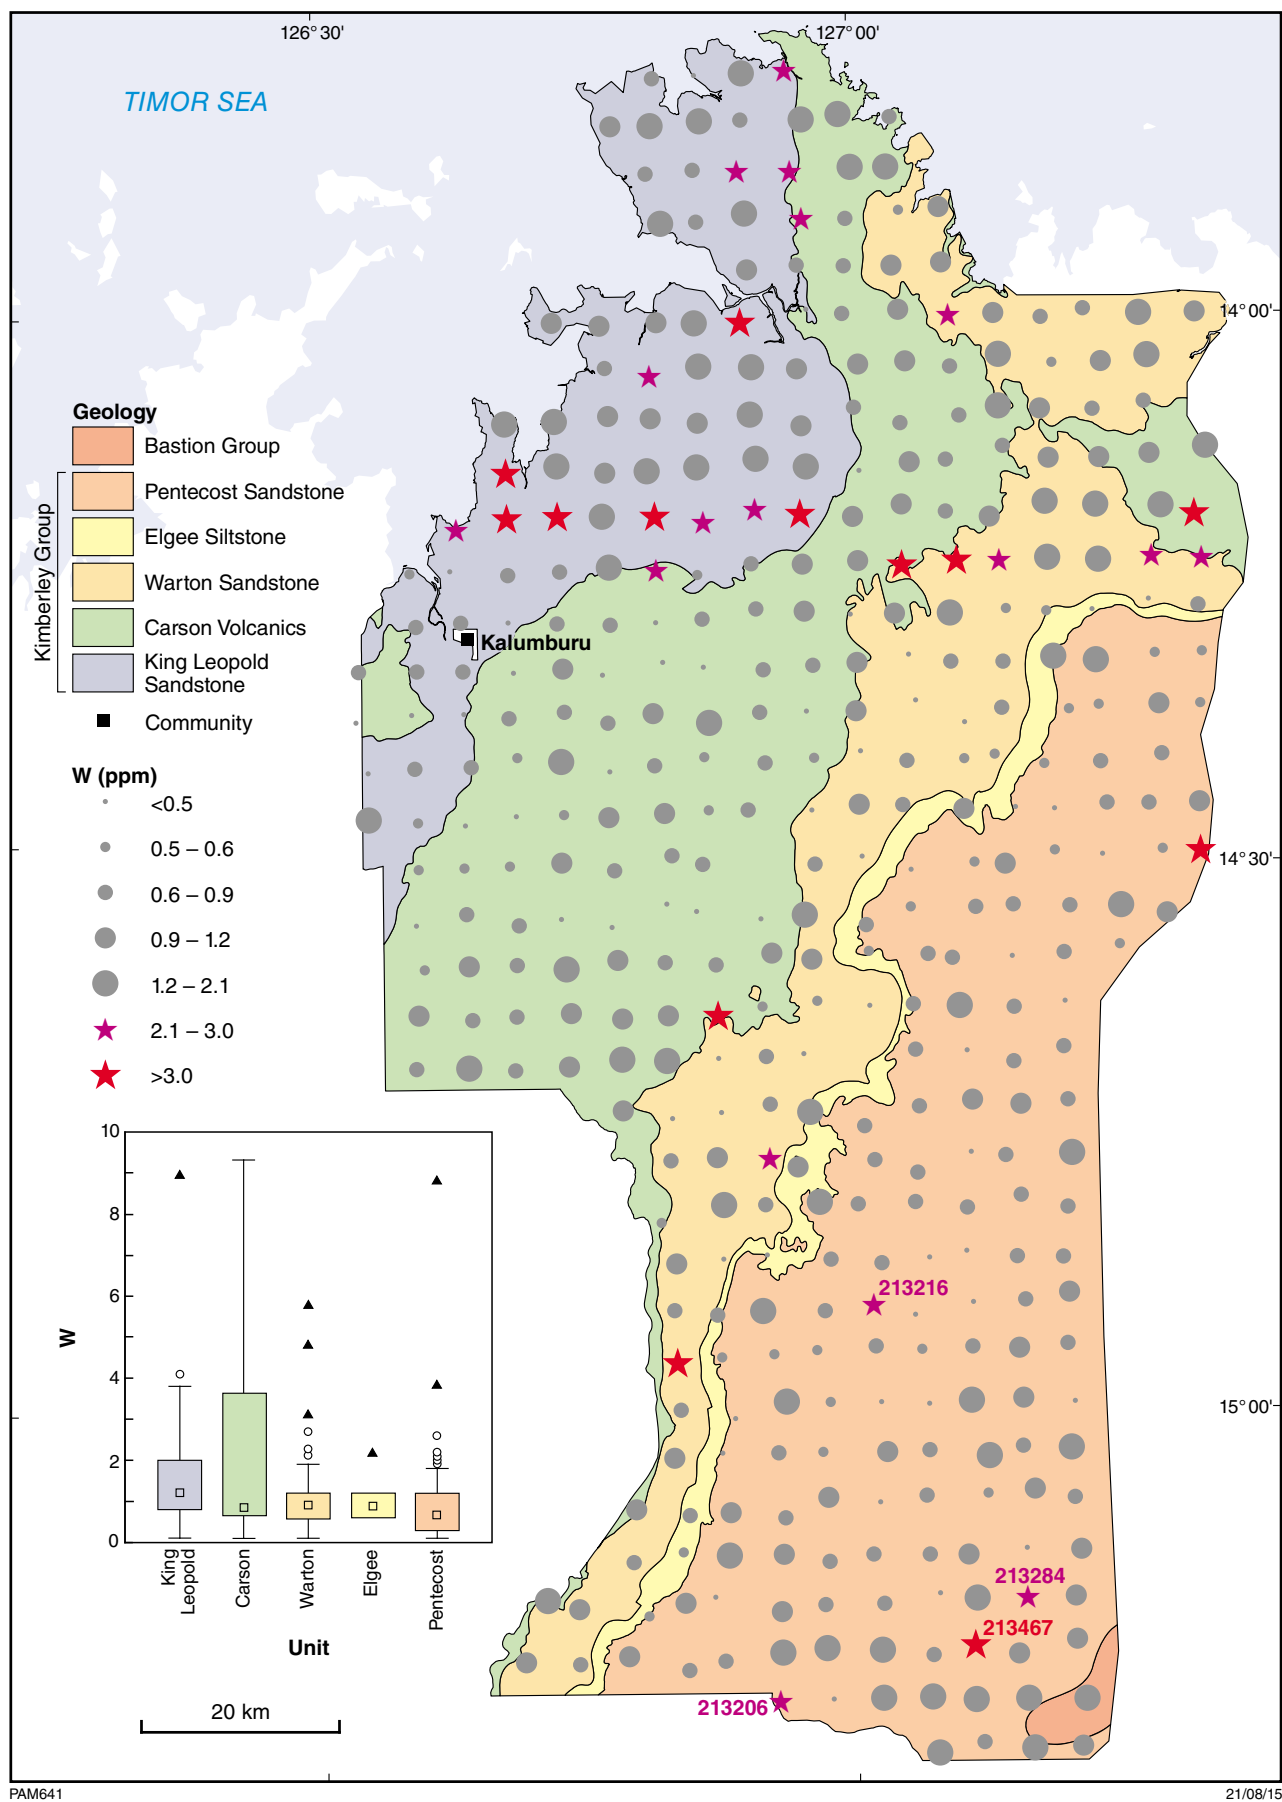 126° 30'
127° 00'
TIMOR SEA
14° 00'
Geology
Bastion Group
Pentecost Sandstone
Elgee Siltstone
Warton Sandstone
Carson Volcanics
King Leopold
Sandstone
Kimberley Group
Community
Kalumburu
W (ppm)
<0.5
0.5 – 0.6
0.6 – 0.9
0.9 – 1.2
1.2 – 2.1
2.1 – 3.0
>3.0
14° 30'
10
8
6
4
2
0
W
King
Leopold
Carson
Warton
Elgee
Pentecost
Unit
213216
15° 00'
213284
213467
213206
20 km
PAM641
21/08/15